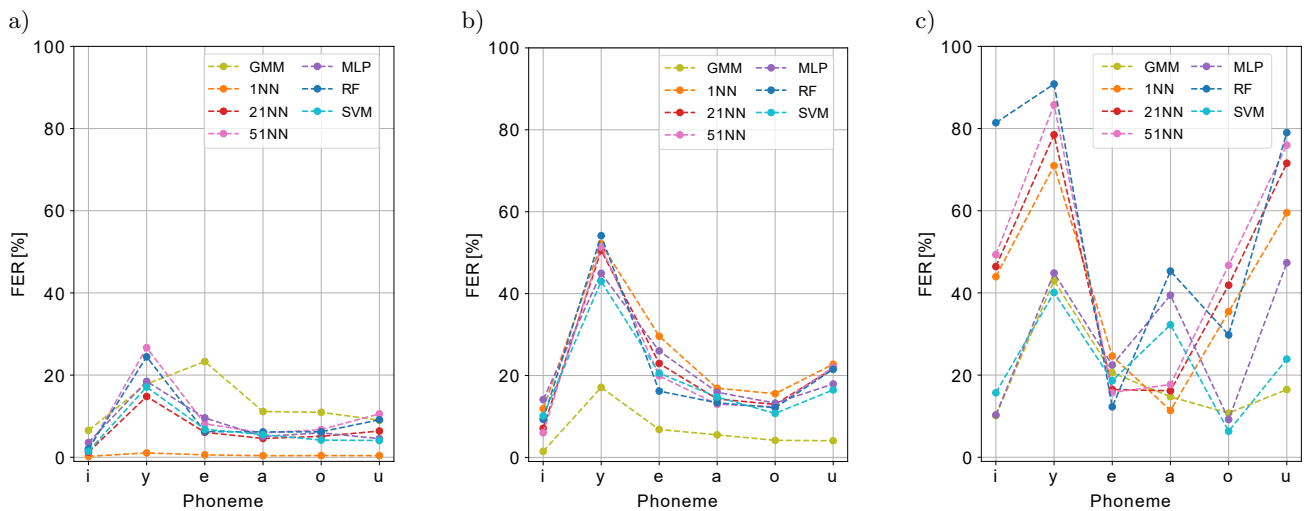 a)
100
80
60
40
20
0
FER [%]
GMM
1NN
21NN
51NN
MLP
RF
SVM
i y e a o u
Phoneme
b)
100
80
60
40
20
0
FER [%]
GMM
1NN
21NN
51NN
MLP
RF
SVM
i y e a o u
Phoneme
c)
100
80
60
40
20
0
FER [%]
GMM
1NN
21NN
51NN
MLP
RF
SVM
i y e a o u
Phoneme